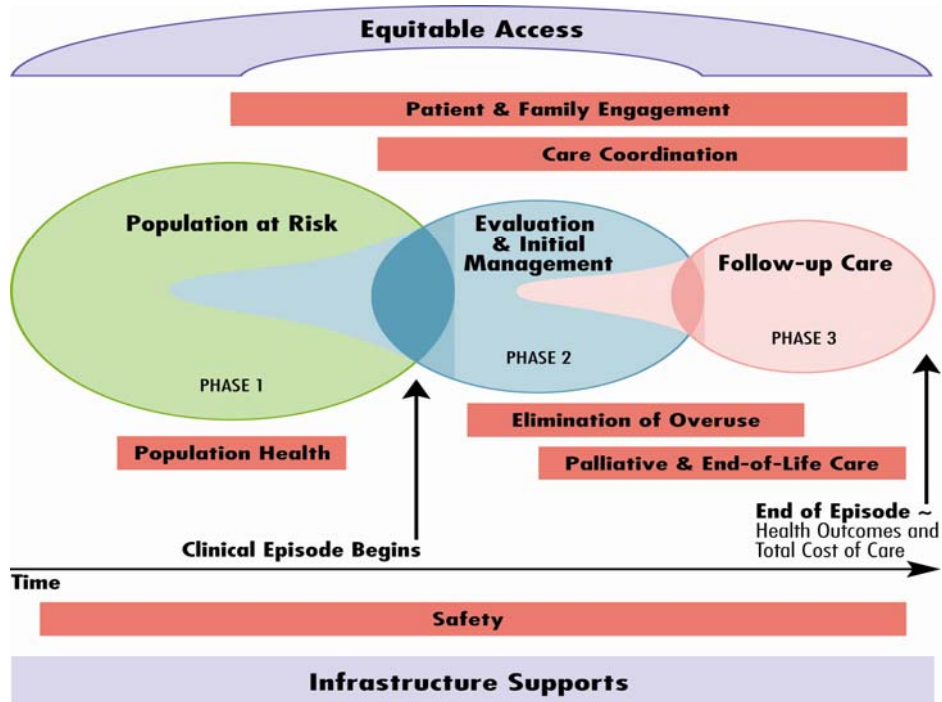 Equitable Access
Patient & Family Engagement
Care Coordination
Population at Risk
Evaluation
& Initial
Management
Follow-up Care
PHASE 1
PHASE 2
PHASE 3
Elimination of Overuse
Population Health
Palliative & End-of-Life Care
Clinical Episode Begins
End of Episode ~
Health Outcomes and
Total Cost of Care
Time
Safety
Infrastructure Supports